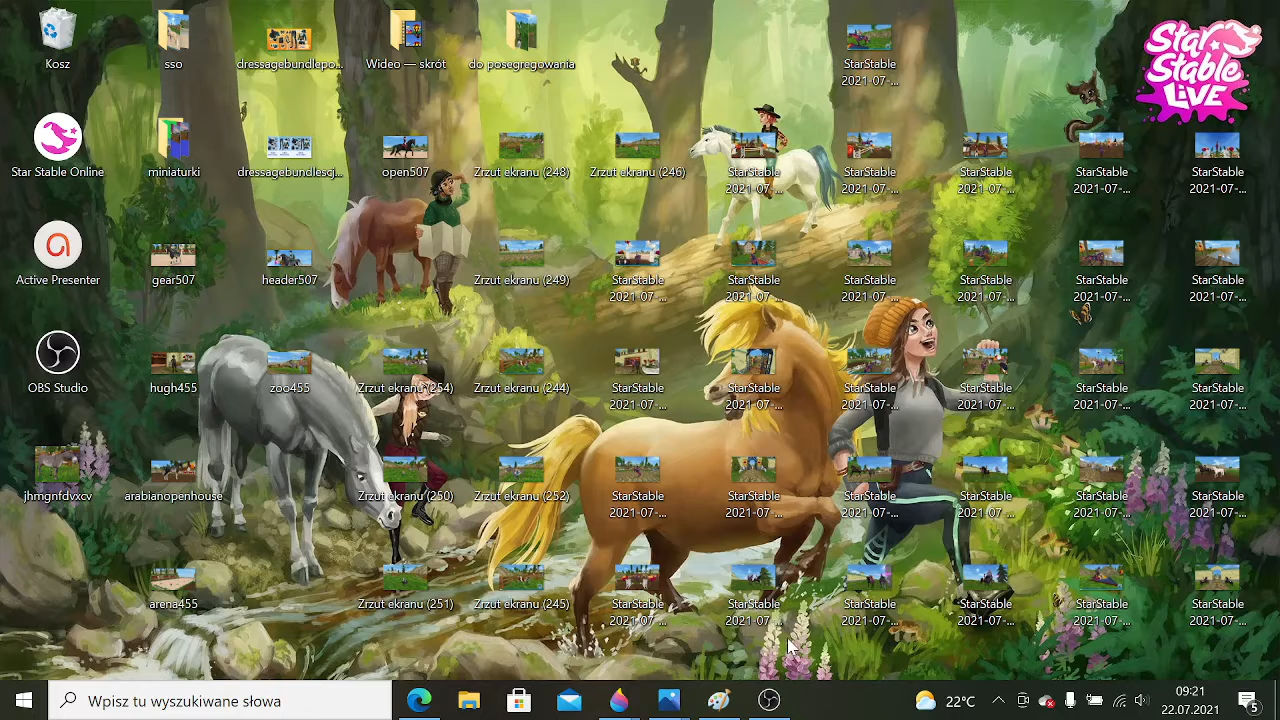 Kosz
sso
dressagebundlepo...
Wideo — skrót
do posegregowania
StarStable
2021-07-...
Star
Stable
LIVE
Star Stable Online
miniaturki
dressagebundlescj...
open507
Zrzut ekranu (248)
Zrzut ekranu (246)
StarStable
2021-07-...
StarStable
2021-07-...
StarStable
2021-07-...
StarStable
2021-07-...
StarStable
2021-07-...
Active Presenter
gear507
header507
Zrzut ekranu (249)
StarStable
2021-07-...
StarStable
2021-07-...
StarStable
2021-07-...
StarStable
2021-07-...
StarStable
2021-07-...
StarStable
2021-07-...
OBS Studio
hugh455
zoo455
Zrzut ekranu (254)
Zrzut ekranu (244)
StarStable
2021-07-...
StarStable
2021-07-...
StarStable
2021-07-...
StarStable
2021-07-...
StarStable
2021-07-...
StarStable
2021-07-...
jhmgnfdvxcv
arabianopenhouse
Zrzut ekranu (250)
Zrzut ekranu (252)
StarStable
2021-07-...
StarStable
2021-07-...
StarStable
2021-07-...
StarStable
2021-07-...
StarStable
2021-07-...
StarStable
2021-07-...
arena455
Zrzut ekranu (251)
Zrzut ekranu (245)
StarStable
2021-07-...
StarStable
2021-07-...
StarStable
2021-07-...
StarStable
2021-07-...
StarStable
2021-07-...
StarStable
2021-07-...
Wpisz tu wyszukiwane słowa
22°C
09:21
22.07.2021
3